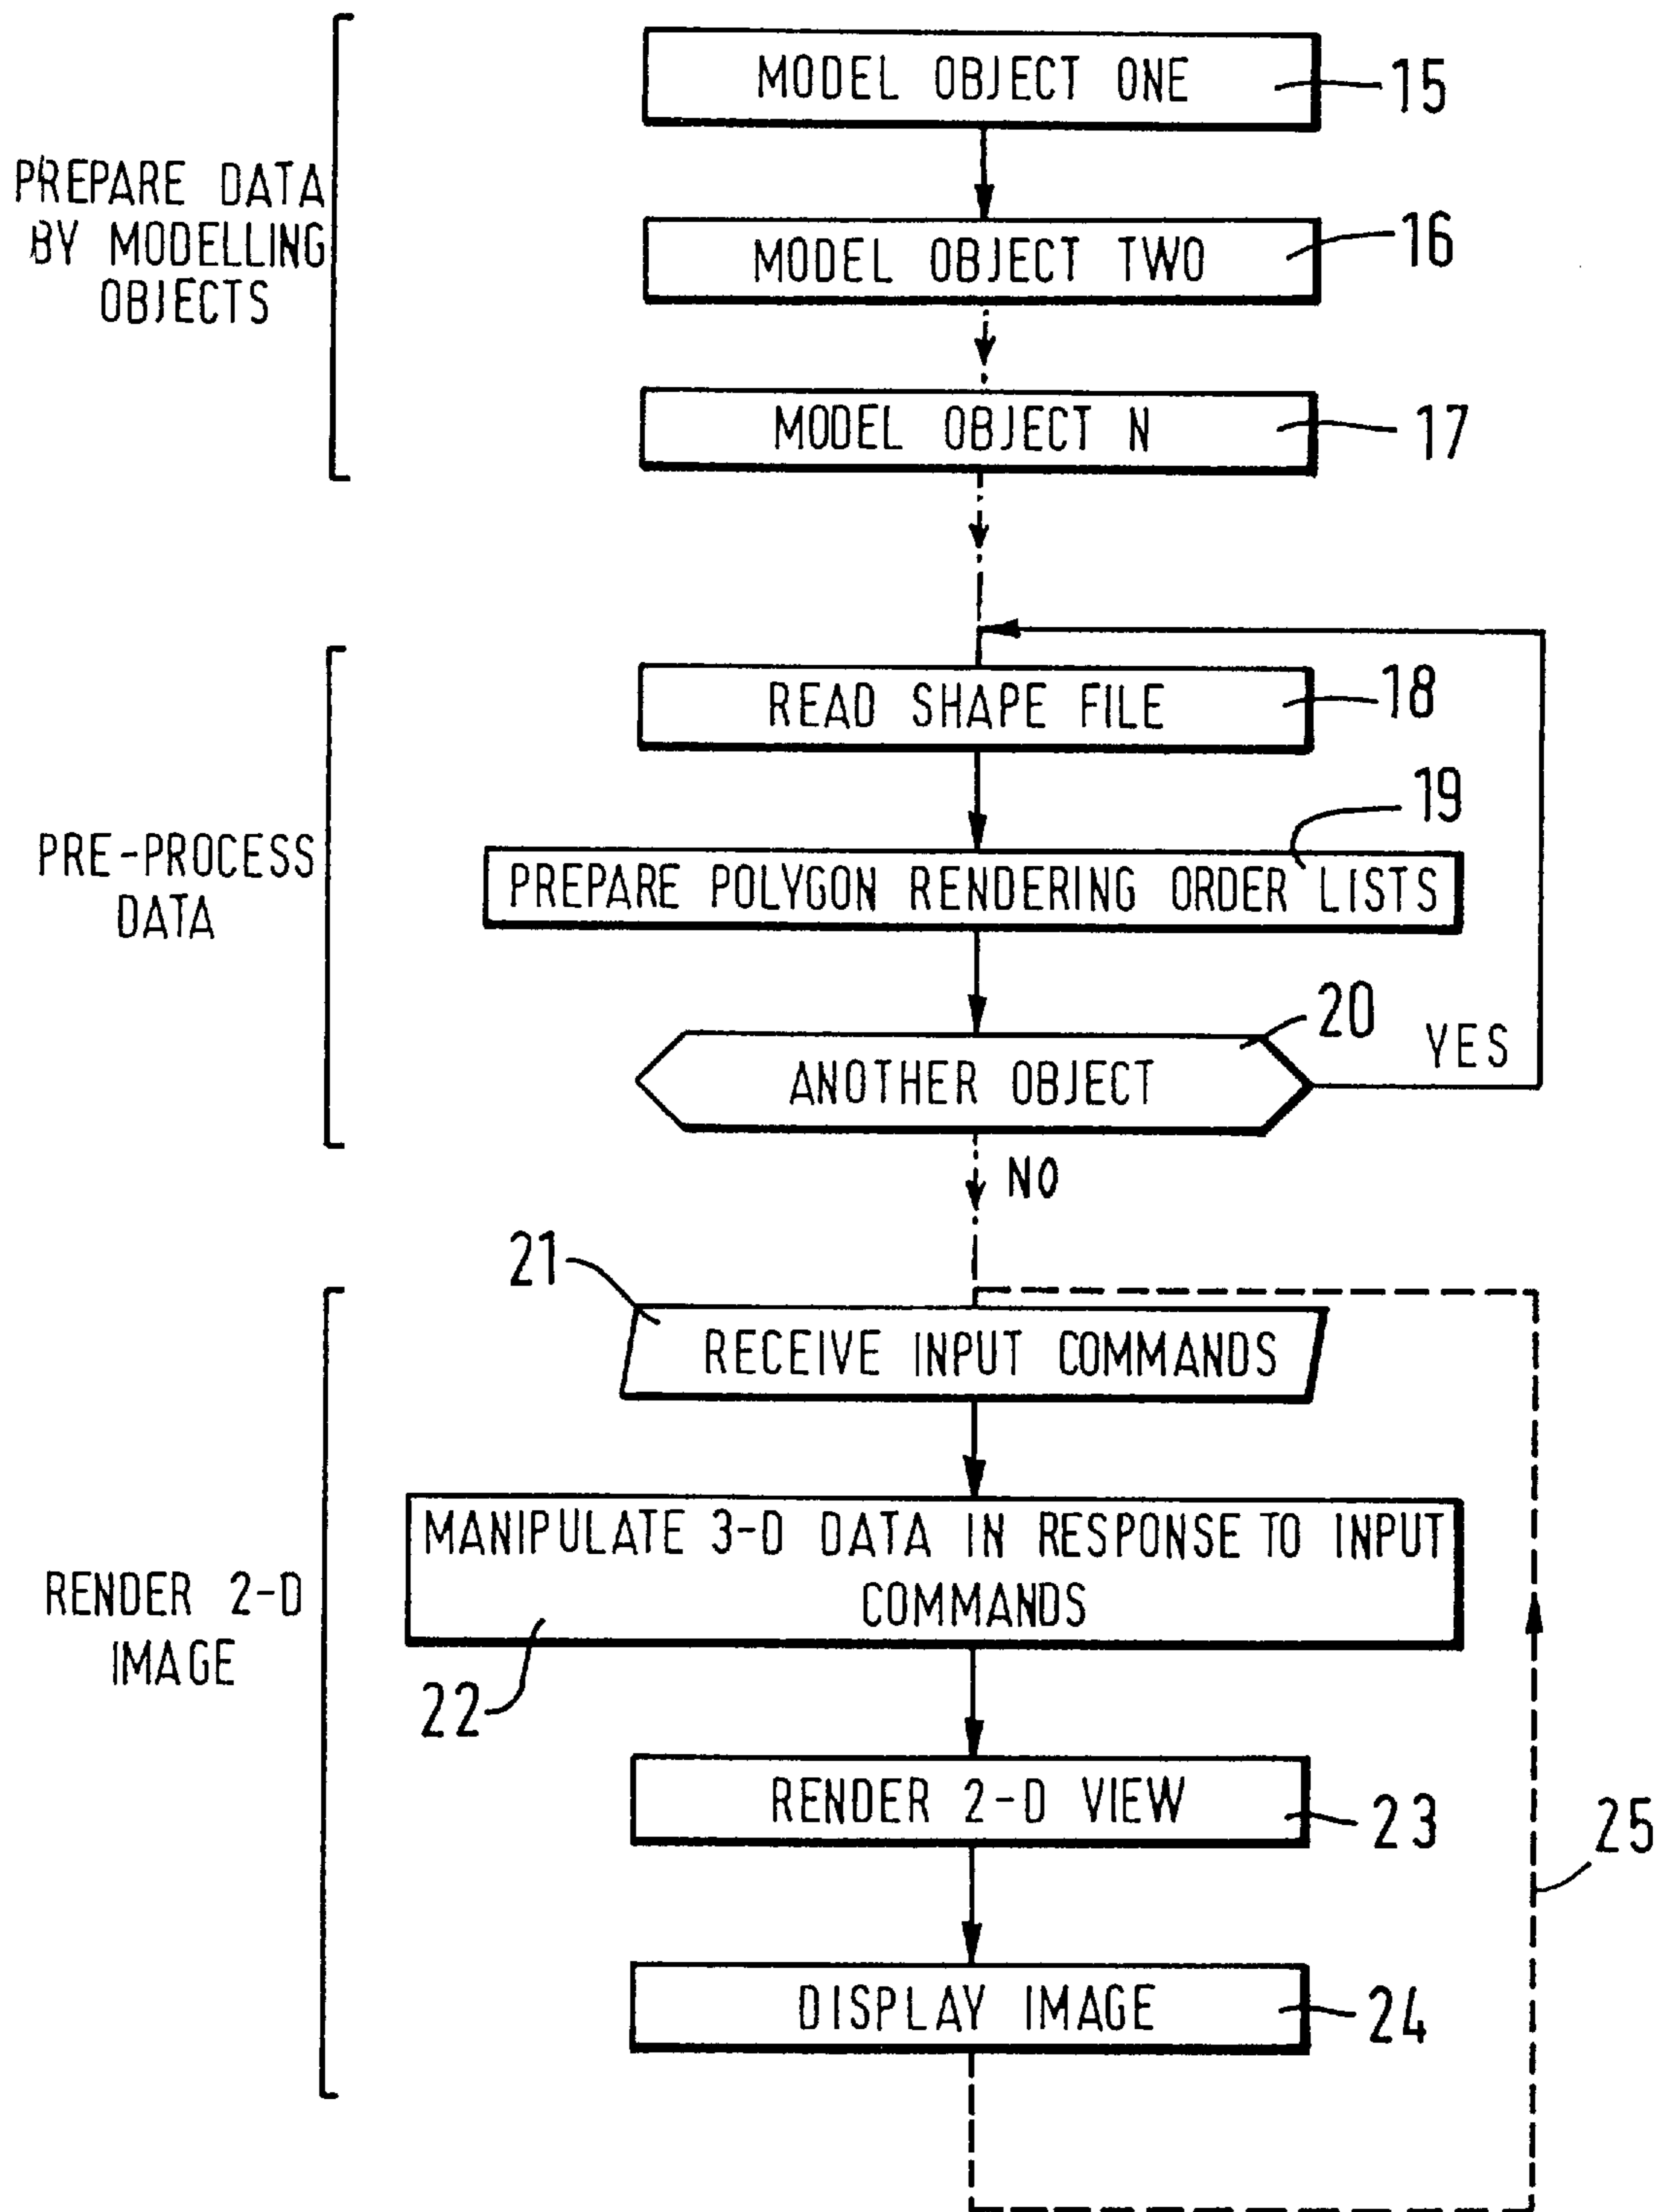 MODEL OBJECT ONE
15
PREPARE DATA
BY MODELLING
OBJECTS
MODEL OBJECT TWO
16
MODEL OBJECT N
17
READ SHAPE FILE
18
19
PRE-PROCESS
DATA
PREPARE POLYGON RENDERING ORDER LISTS
20
ANOTHER OBJECT
YES
NO
21
RECEIVE INPUT COMMANDS
MANIPULATE 3-D DATA IN RESPONSE TO INPUT
COMMANDS
RENDER 2-D
IMAGE
22
RENDER 2-D VIEW
23
25
DISPLAY IMAGE
24